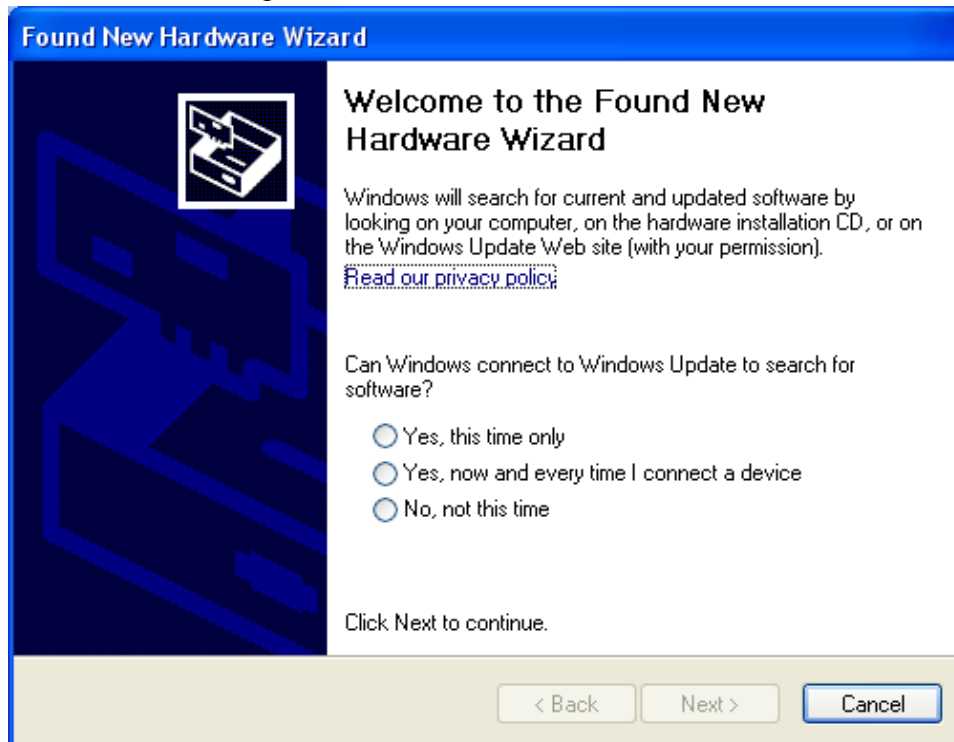 Found New Hardware Wizard
Welcome to the Found New
Hardware Wizard
Windows will search for current and updated software by
looking on your computer, on the hardware installation CD, or on
the Windows Update Web site (with your permission).
Read our privacy policy
Can Windows connect to Windows Update to search for
software?
Yes, this time only
Yes, now and every time I connect a device
No, not this time
Click Next to continue.
< Back
Next >
Cancel